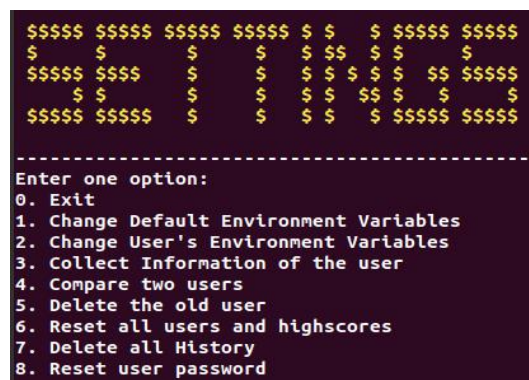 SETTINGS
-------------------------------------------------
Enter one option:
0. Exit
1. Change Default Environment Variables
2. Change User's Environment Variables
3. Collect Information of the user
4. Compare two users
5. Delete the old user
6. Reset all users and highscores
7. Delete all History
8. Reset user password